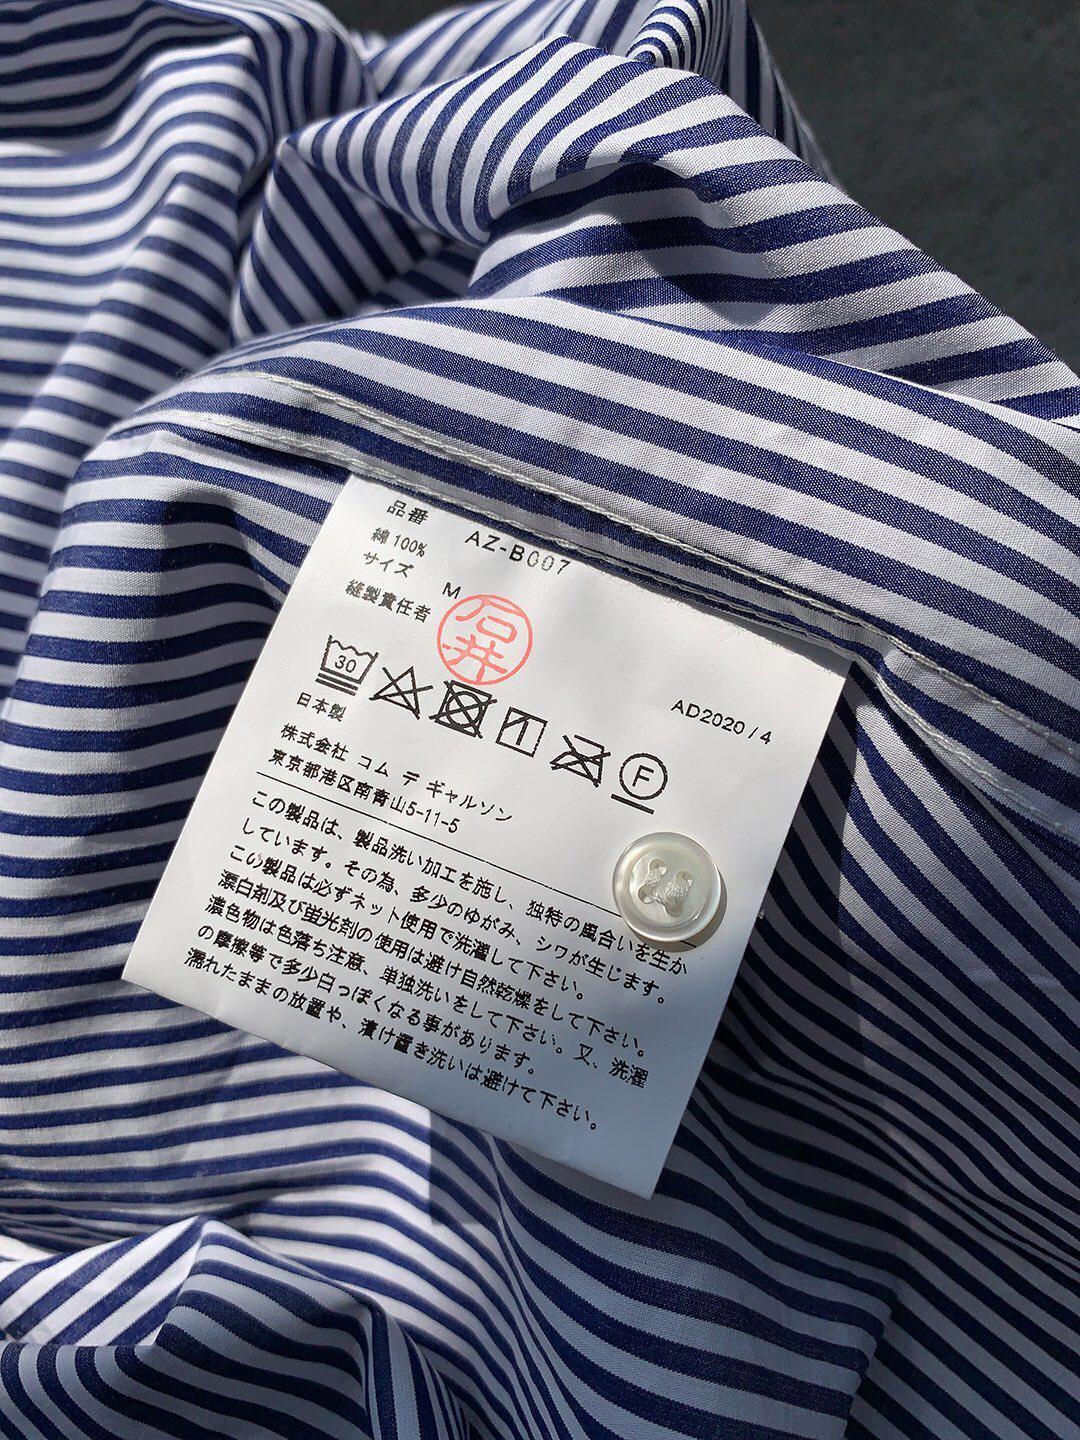 品番 AZ-B007
綿100%
サイズ M
縫製責任者 石井
30
F
日本製
AD2020/4
株式会社 コム デ ギャルソン
東京都港区南青山5-11-5
この製品は、製品洗い加工を施し、独特の風合いを生か
しています。その為、多少のゆがみ、シワが生じます。
この製品は必ずネット使用で洗濯して下さい。
漂白剤及び蛍光剤の使用は避け自然乾燥をして下さい。
濃色物は色落ち注意、単独洗いをして下さい。又、洗濯
の摩擦等で多少白っぽくなる事があります。
濡れたままの放置や、漬け置き洗いは避けて下さい。